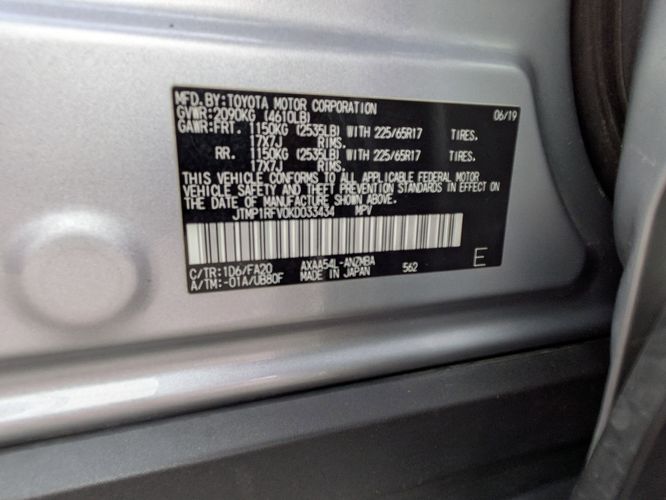 MFD.BY:TOYOTA MOTOR CORPORATION 06/19
GVWR:2090KG (4610LB)
GAWR:FRT. 1150KG (2535LB) WITH 225/65R17 TIRES.
17X7J RIMS.
RR. 1150KG (2535LB) WITH 225/65R17 TIRES.
17X7J RIMS.
THIS VEHICLE CONFORMS TO ALL APPLICABLE FEDERAL MOTOR
VEHICLE SAFETY AND THEFT PREVENTION STANDARDS IN EFFECT ON
THE DATE OF MANUFACTURE SHOWN ABOVE.
JTMP1RFV0KD033434 MPV
C/TR:1D6/FA20 AXAA54L-ANZMBA 562 E
A/TM:-01A/UB80F MADE IN JAPAN